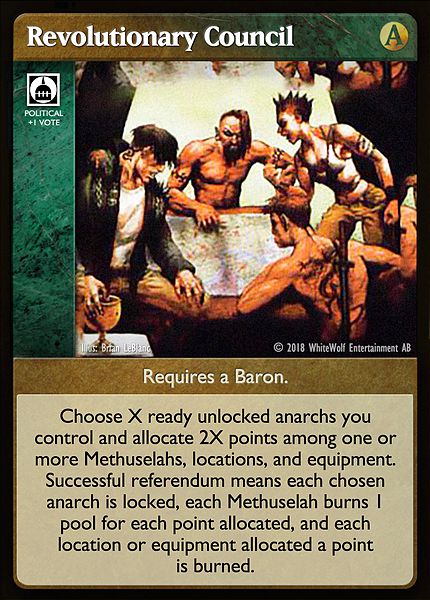 Revolutionary Council
A
POLITICAL
+1 VOTE
Illus: Brian LeBlanc
© 2018 WhiteWolf Entertainment AB
Requires a Baron.
Choose X ready unlocked anarchs you
control and allocate 2X points among one or
more Methuselahs, locations, and equipment.
Successful referendum means each chosen
anarch is locked, each Methuselah burns 1
pool for each point allocated, and each
location or equipment allocated a point
is burned.